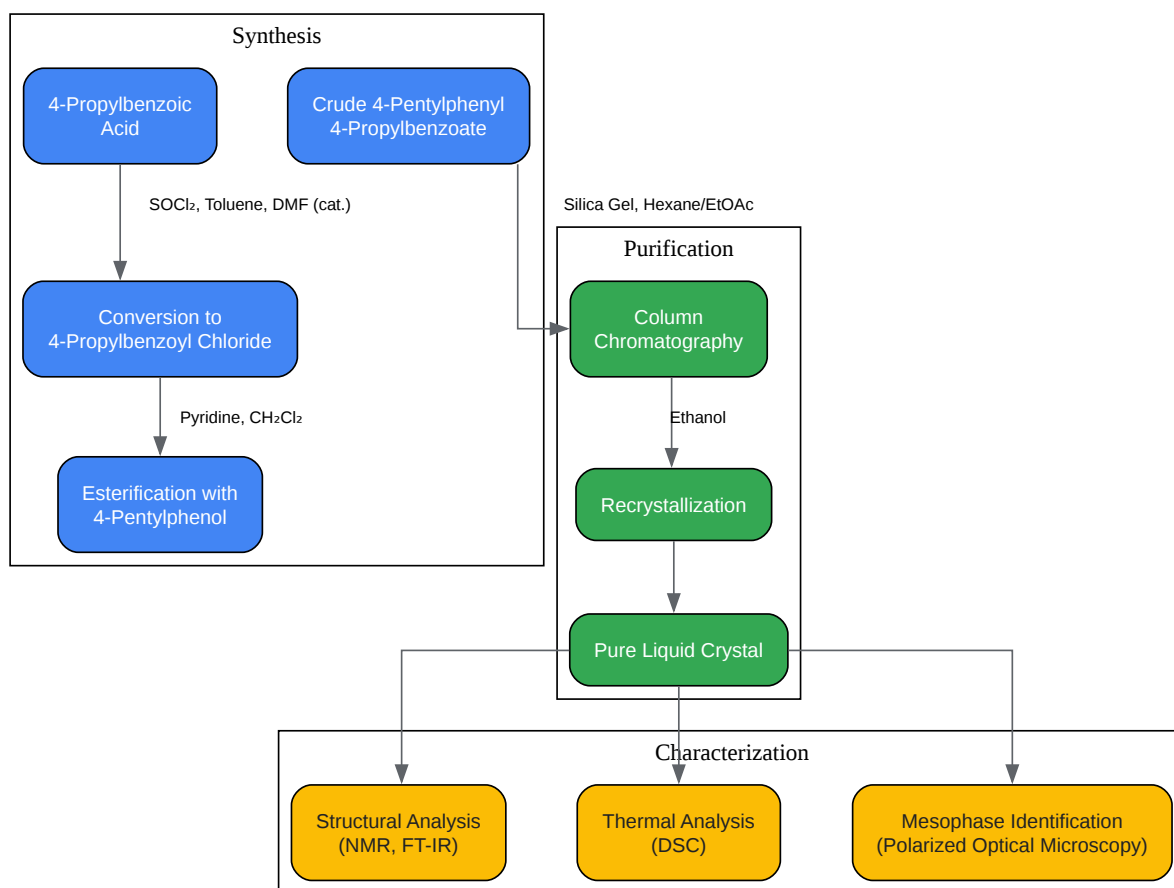 Synthesis
4-Propylbenzoic
Acid
Crude 4-Pentylphenyl
4-Propylbenzoate
SOCl₂, Toluene, DMF (cat.)
Silica Gel, Hexane/EtOAc
Purification
Conversion to
4-Propylbenzoyl Chloride
Column
Chromatography
Pyridine, CH₂Cl₂
Ethanol
Esterification with
4-Pentylphenol
Recrystallization
Pure Liquid Crystal
Characterization
Structural Analysis
(NMR, FT-IR)
Thermal Analysis
(DSC)
Mesophase Identification
(Polarized Optical Microscopy)